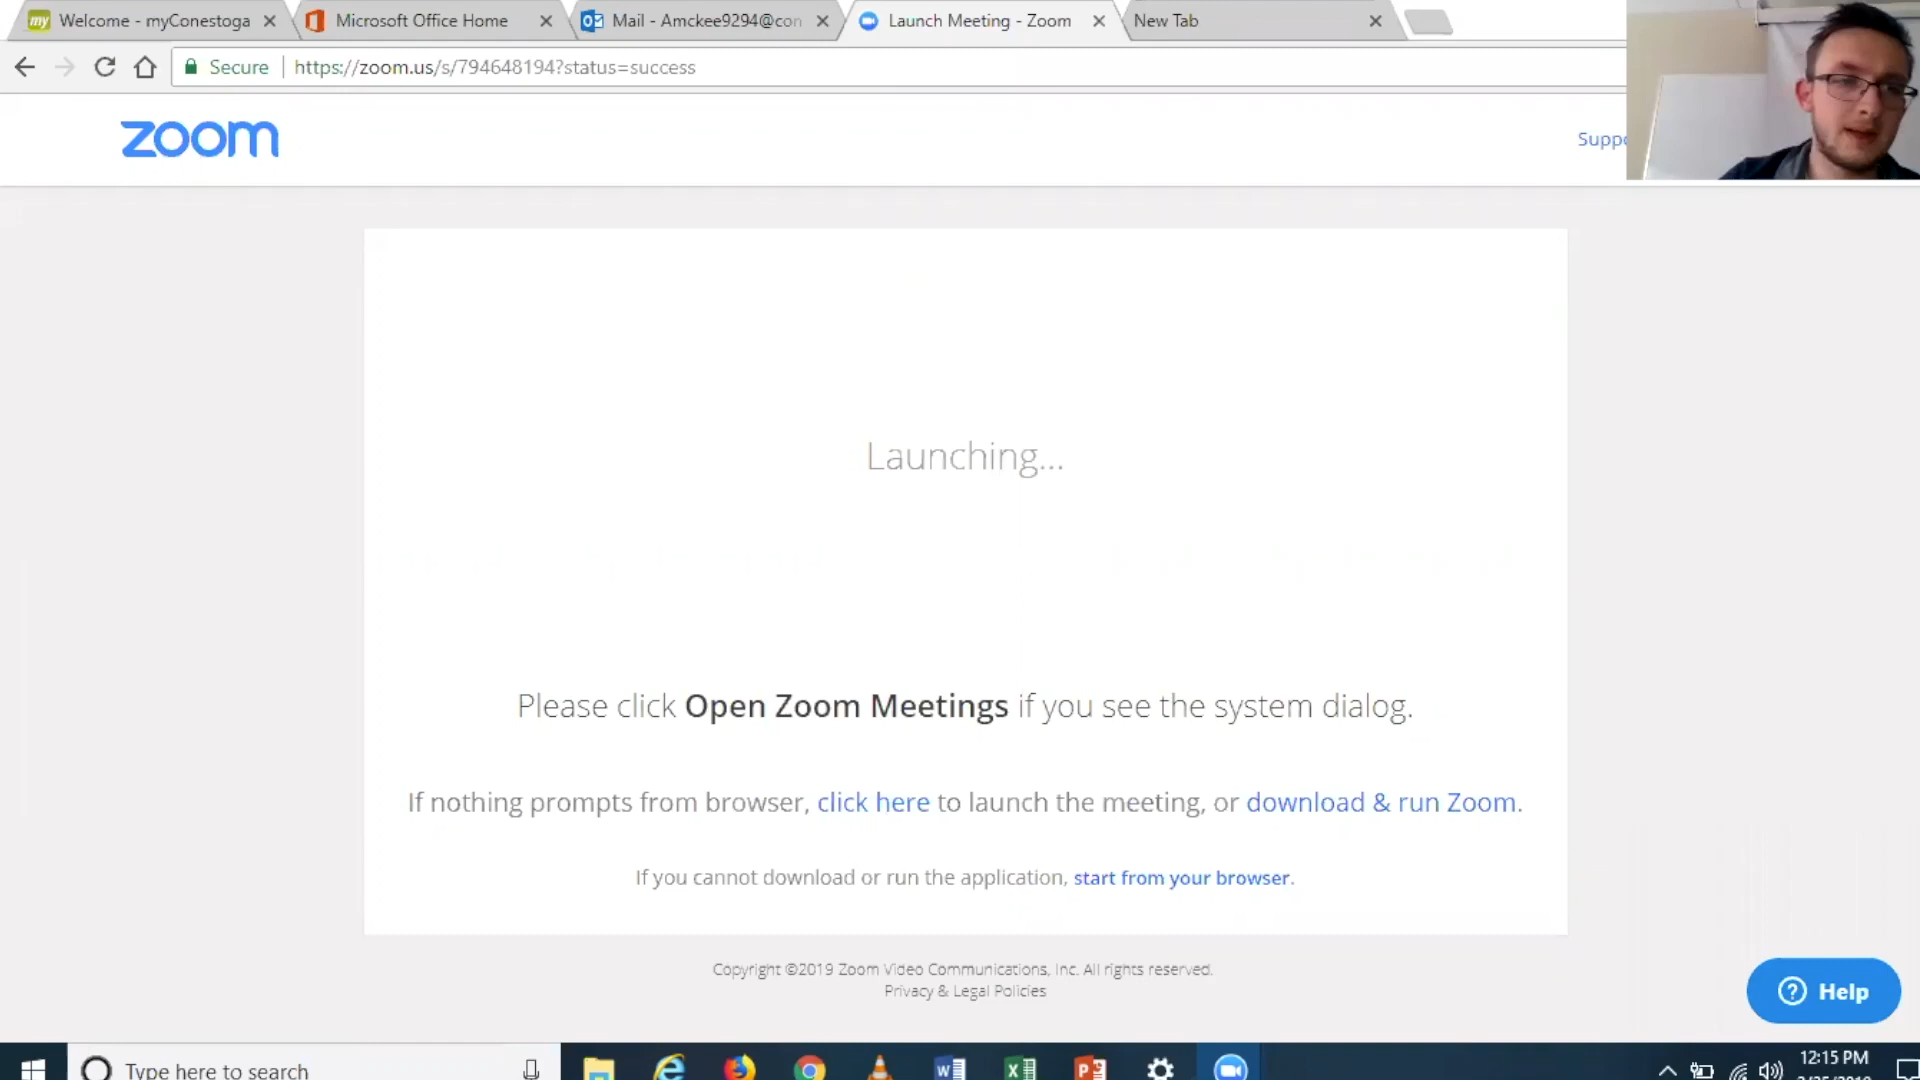 my Welcome - myConestoga
Microsoft Office Home
Mail - Amckee9294@con
Launch Meeting - Zoom
New Tab
Secure
https://zoom.us/s/794648194?status=success
zoom
Suppo
Launching...
Please click Open Zoom Meetings if you see the system dialog.
If nothing prompts from browser, click here to launch the meeting, or download & run Zoom.
If you cannot download or run the application, start from your browser.
Copyright ©2019 Zoom Video Communications, Inc. All rights reserved.
Privacy & Legal Policies
? Help
Type here to search
12:15 PM